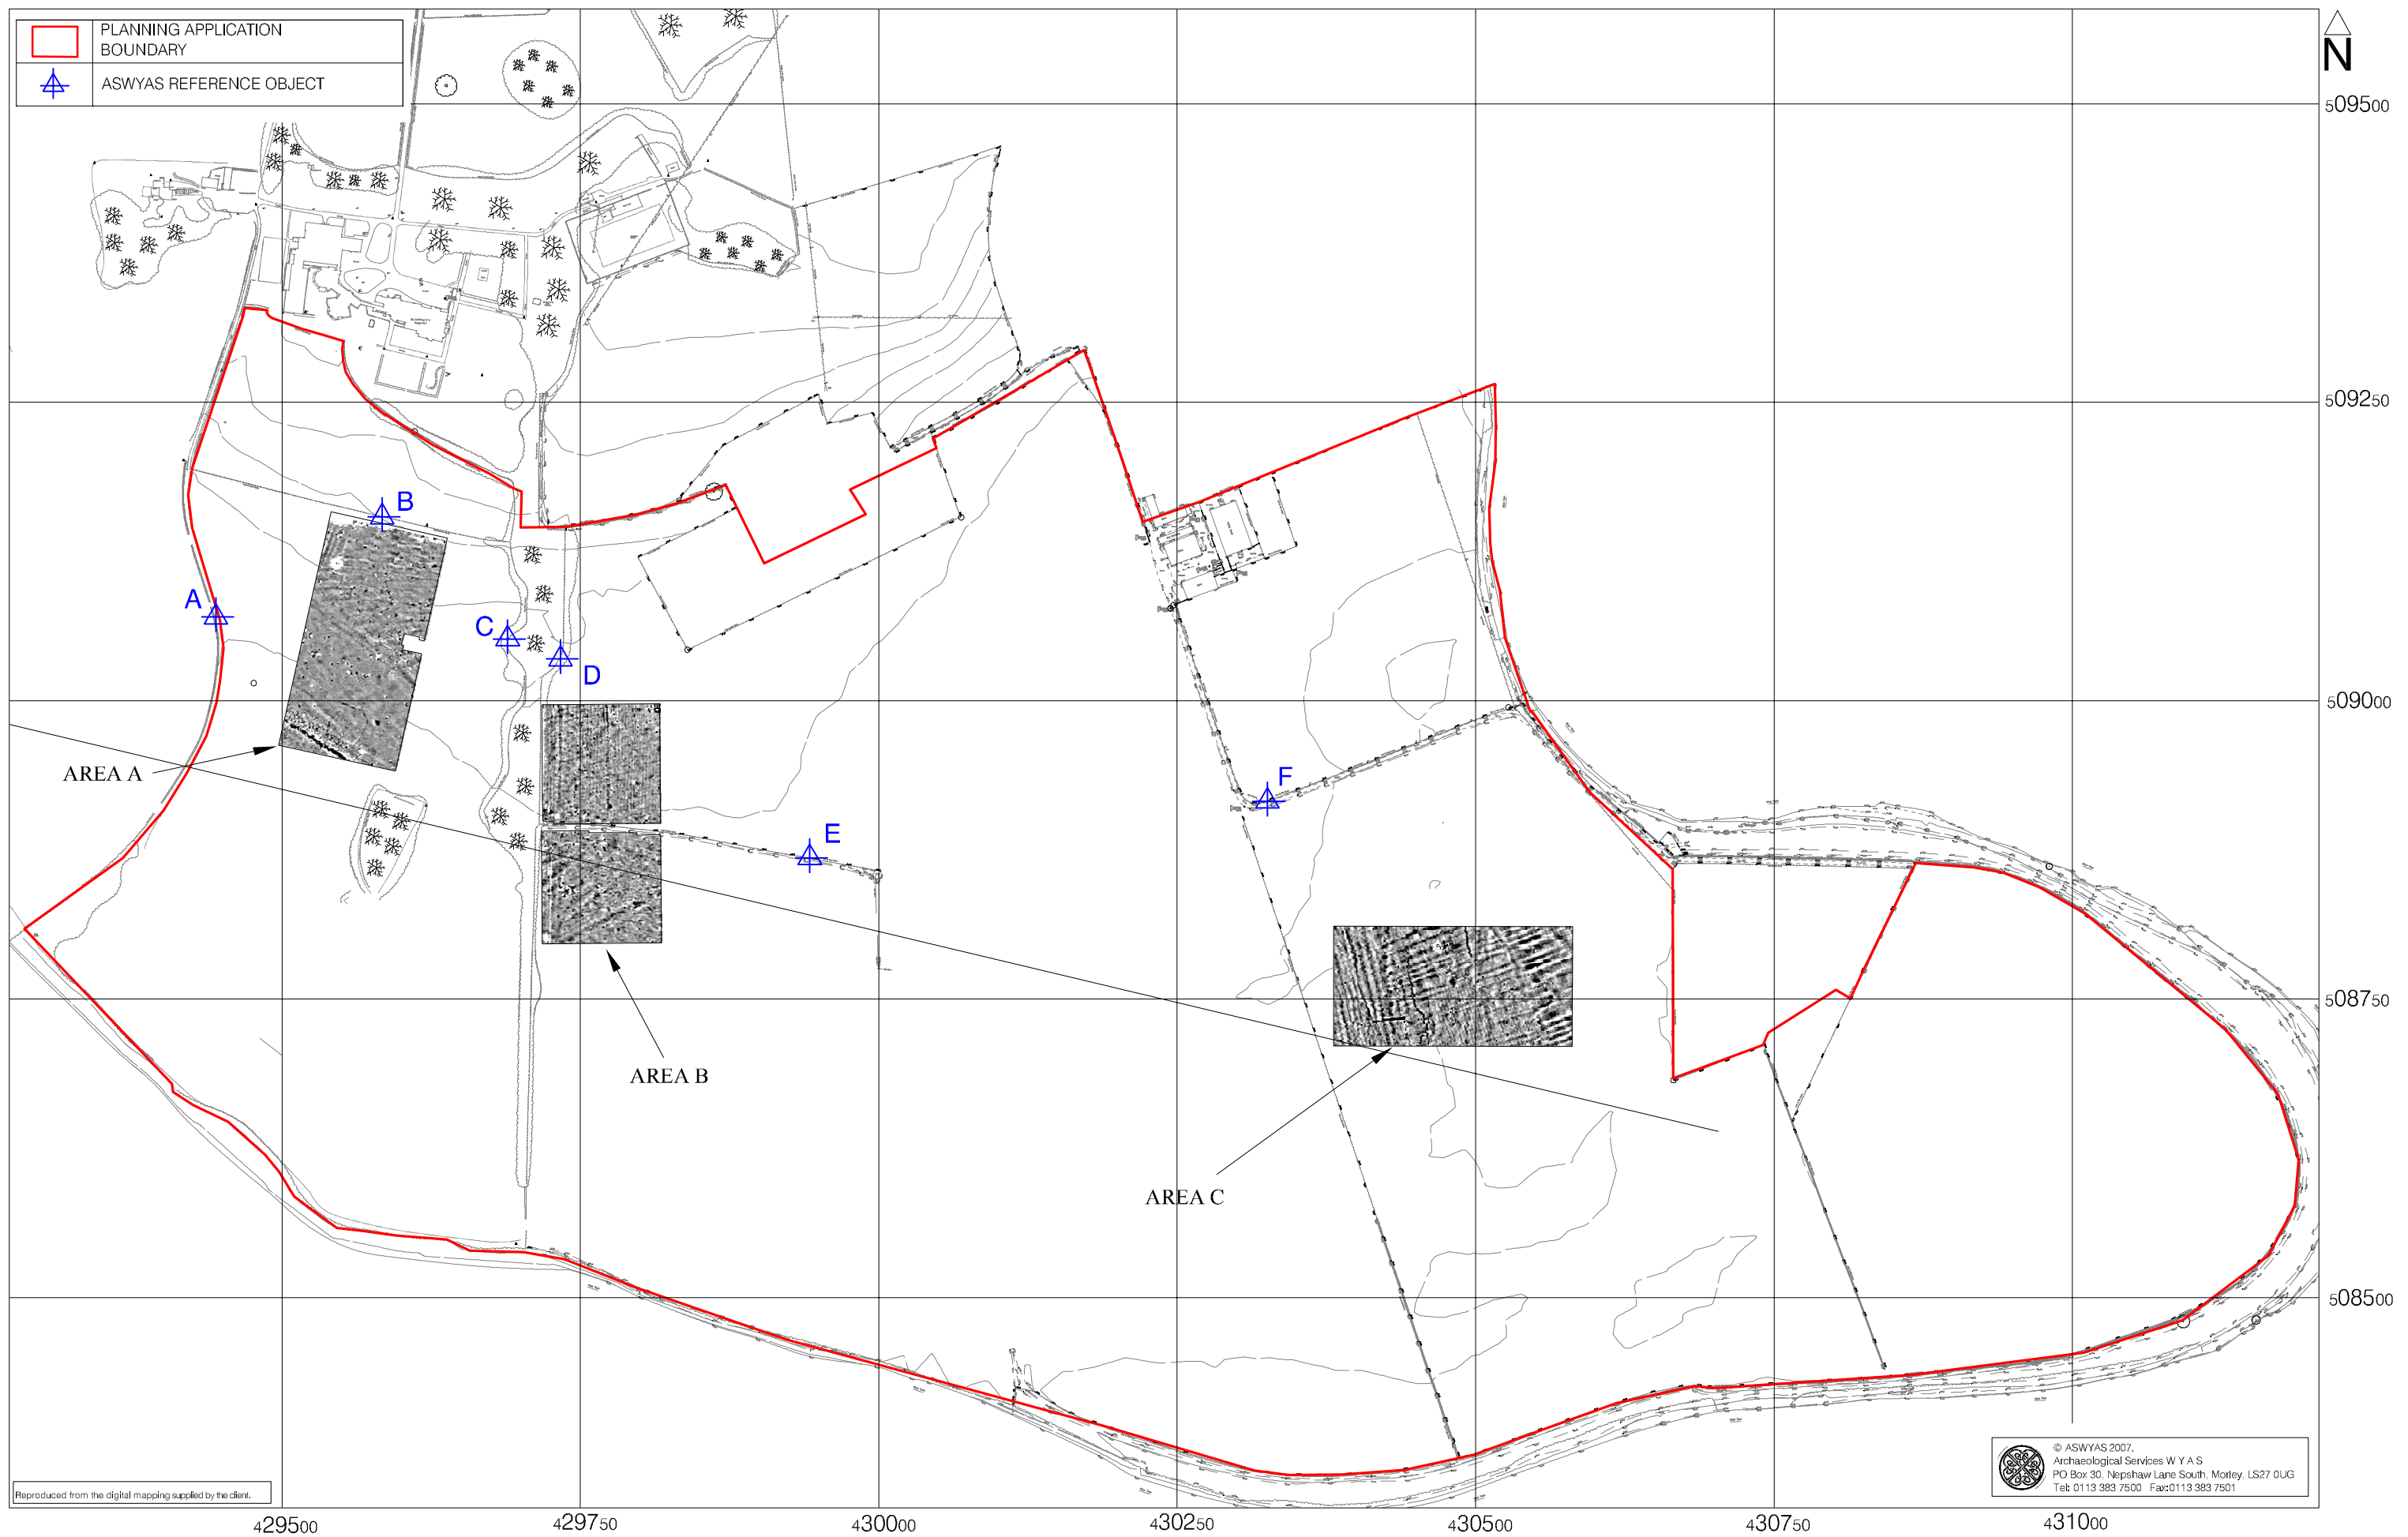 PLANNING APPLICATION
BOUNDARY
ASWYAS REFERENCE OBJECT
N
509500
509250
B
A
C
D
509000
AREA A
F
E
508750
AREA B
AREA C
508500
© ASWYAS 2007.
Archaeological Services W Y A S
PO Box 30, Nepshaw Lane South, Morley, LS27 0UG
Tel: 0113 383 7500 Fax:0113 383 7501
Reproduced from the digital mapping supplied by the client.
429500 429750 430000 430250 430500 430750 431000